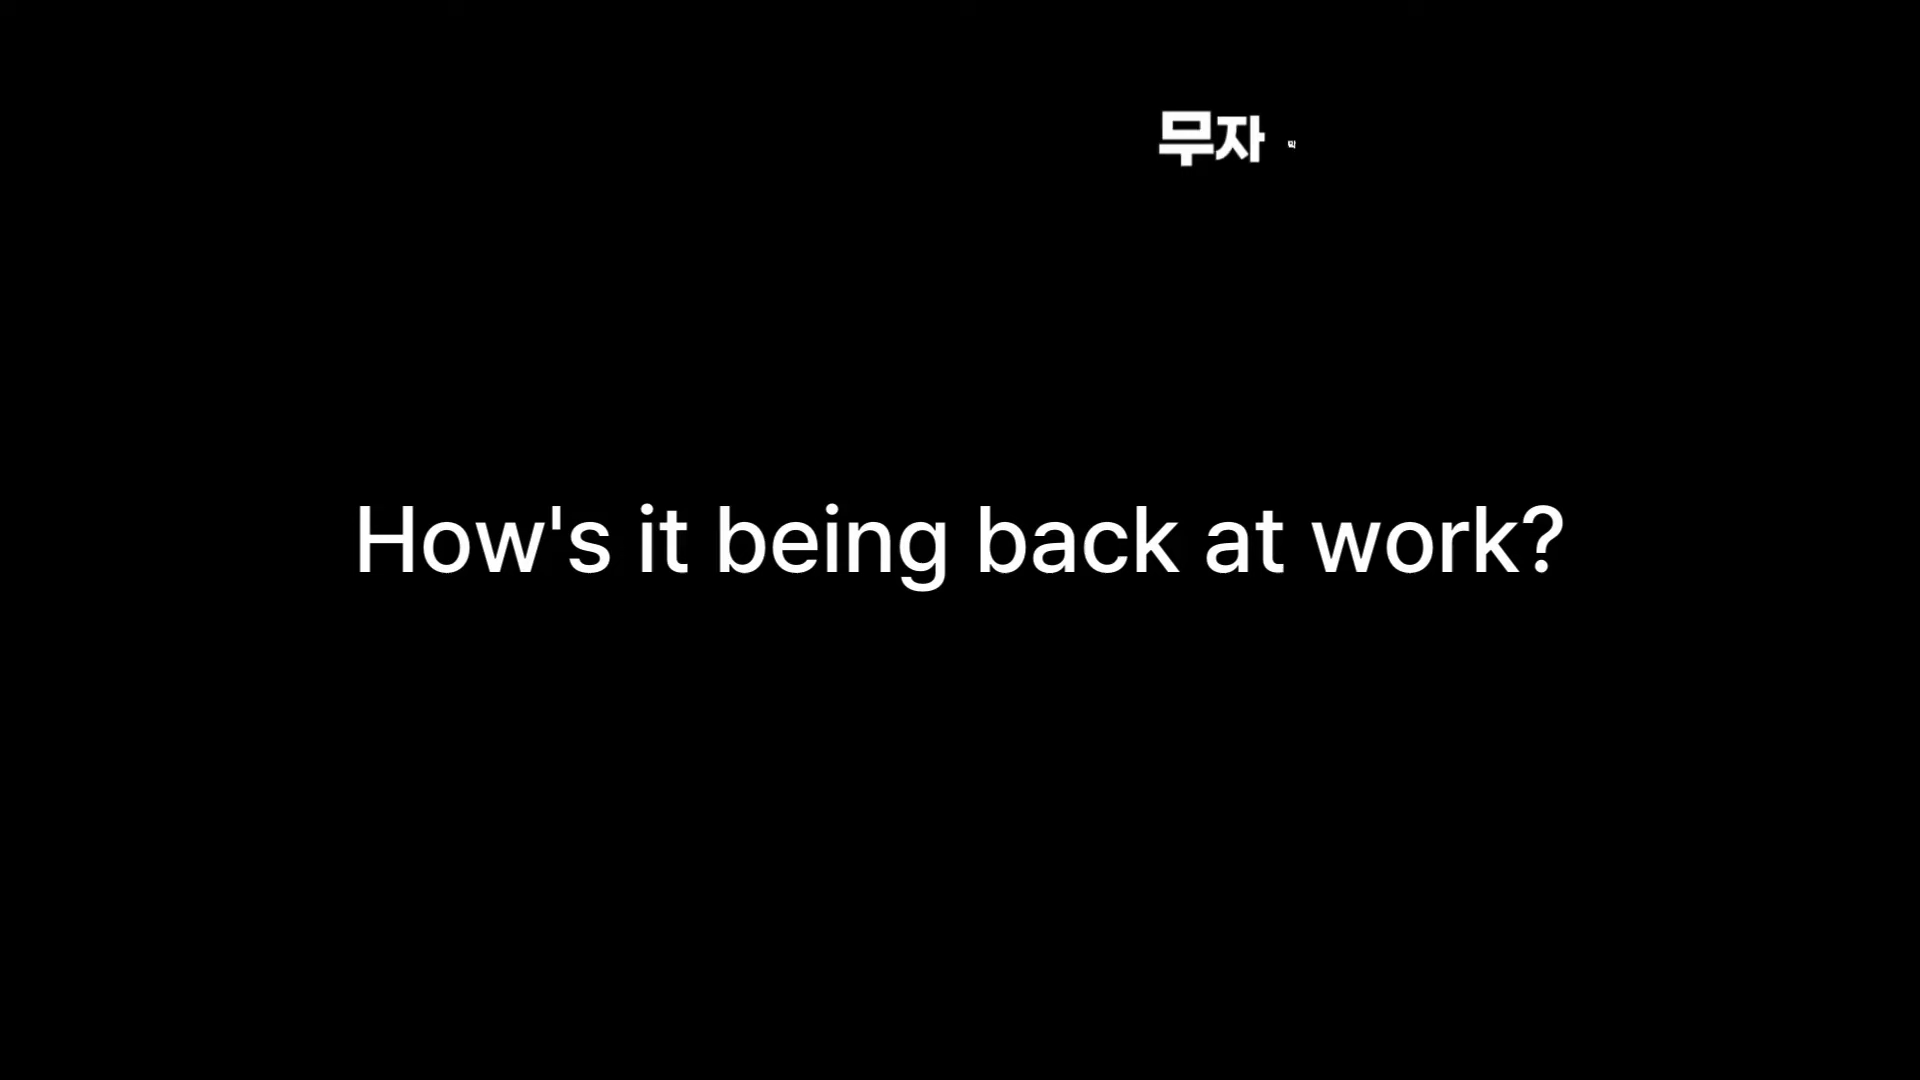 무자
How's it being back at work?